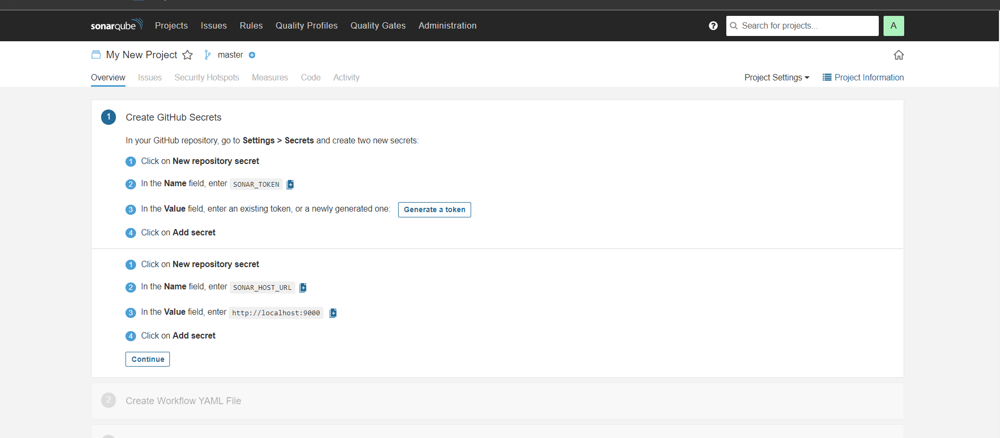 sonarqube Projects Issues Rules Quality Profiles Quality Gates Administration ? Search for projects... A
My New Project master
Overview Issues Security Hotspots Measures Code Activity Project Settings Project Information
1 Create GitHub Secrets
In your GitHub repository, go to Settings > Secrets and create two new secrets:
1 Click on New repository secret
2 In the Name field, enter SONAR_TOKEN
3 In the Value field, enter an existing token, or a newly generated one: Generate a token
4 Click on Add secret
1 Click on New repository secret
2 In the Name field, enter SONAR_HOST_URL
3 In the Value field, enter http://localhost:9000
4 Click on Add secret
Continue
2 Create Workflow YAML File